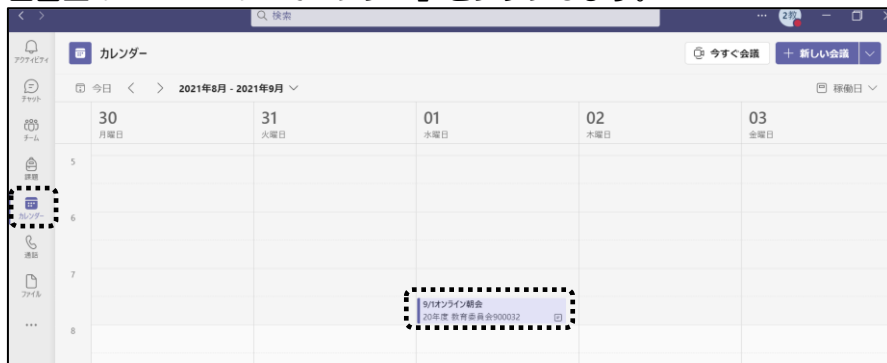 検索
2教
アクティビティ
チャット
チーム
課題
カレンダー
通話
ファイル
カレンダー
今すぐ会議
新しい会議
今日
2021年8月 - 2021年9月
稼働日
30
月曜日
31
火曜日
01
水曜日
02
木曜日
03
金曜日
5
6
7
8
9/1オンライン朝会
20年度 教育委員会900032